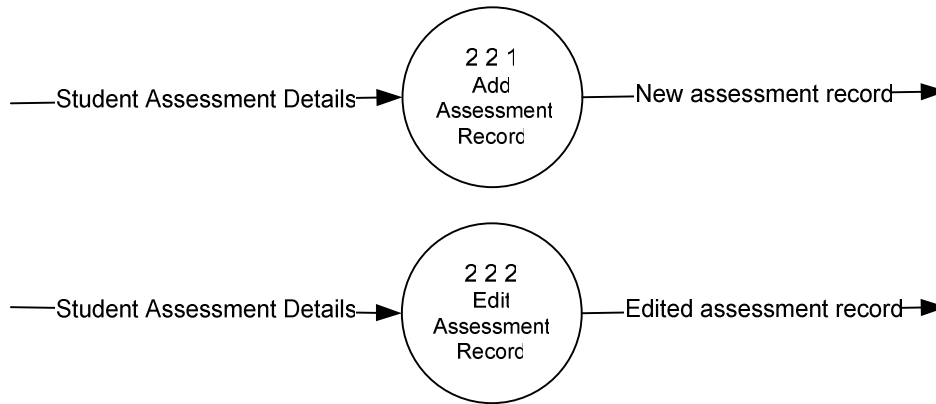 2 2 1
Add
Assessment
Record
Student Assessment Details
New assessment record
2 2 2
Edit
Assessment
Record
Student Assessment Details
Edited assessment record